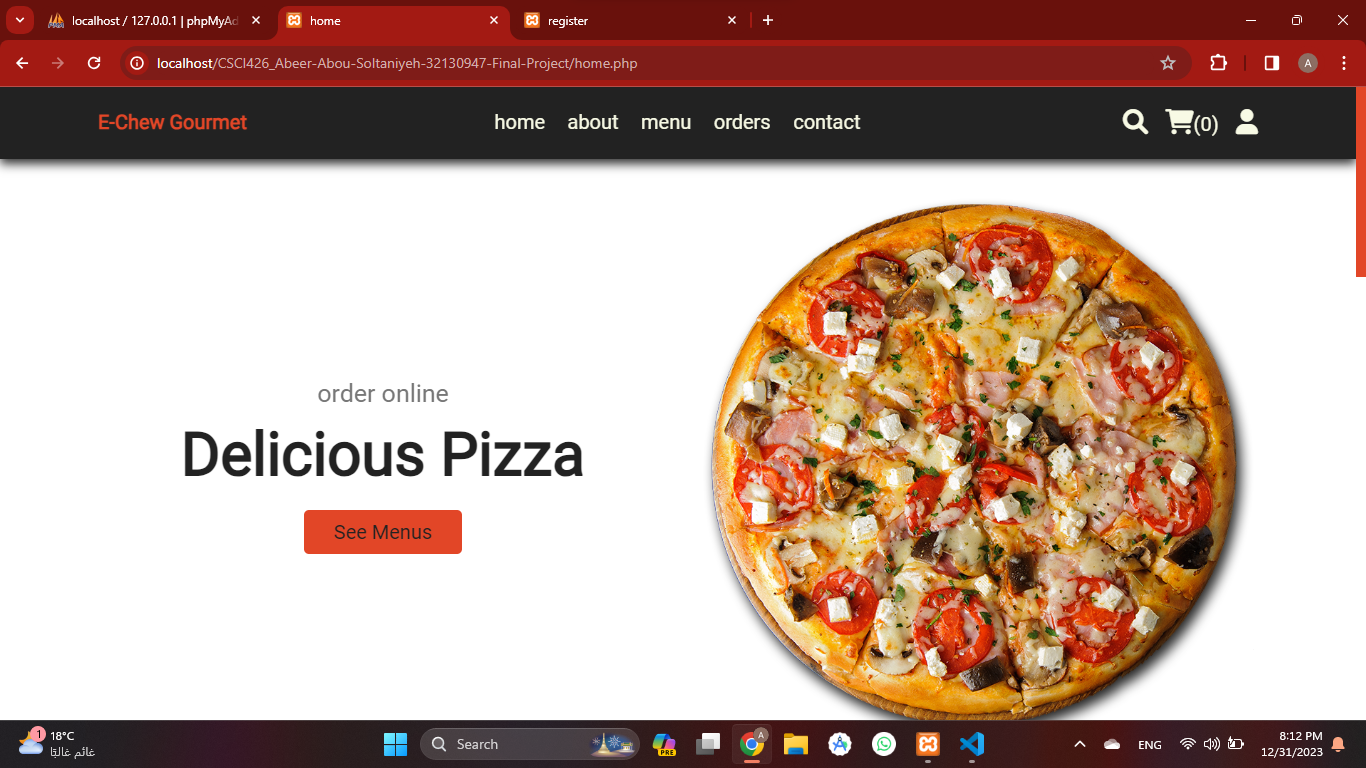 localhost / 127.0.0.1 | phpMyAd
home
register
localhost/CSCI426_Abeer-Abou-Soltaniyeh-32130947-Final-Project/home.php
A
E-Chew Gourmet
home about menu orders contact
(0)
order online
Delicious Pizza
See Menus
1
18°C
غائم غالبًا
Search
PRE
A
ENG
8:12 PM
12/31/2023